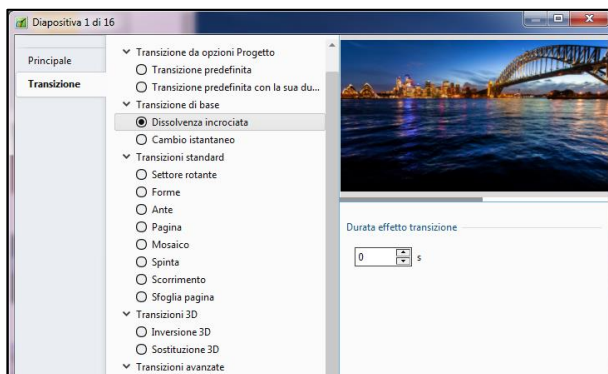 Diapositiva 1 di 16
Principale
Transizione
Transizione da opzioni Progetto
Transizione predefinita
Transizione predefinita con la sua du...
Transizione di base
Dissolvenza incrociata
Cambio istantaneo
Transizioni standard
Settore rotante
Forme
Ante
Pagina
Mosaico
Spinta
Scorrimento
Sfoglia pagina
Transizioni 3D
Inversione 3D
Sostituzione 3D
Transizioni avanzate
Durata effetto transizione
0 s